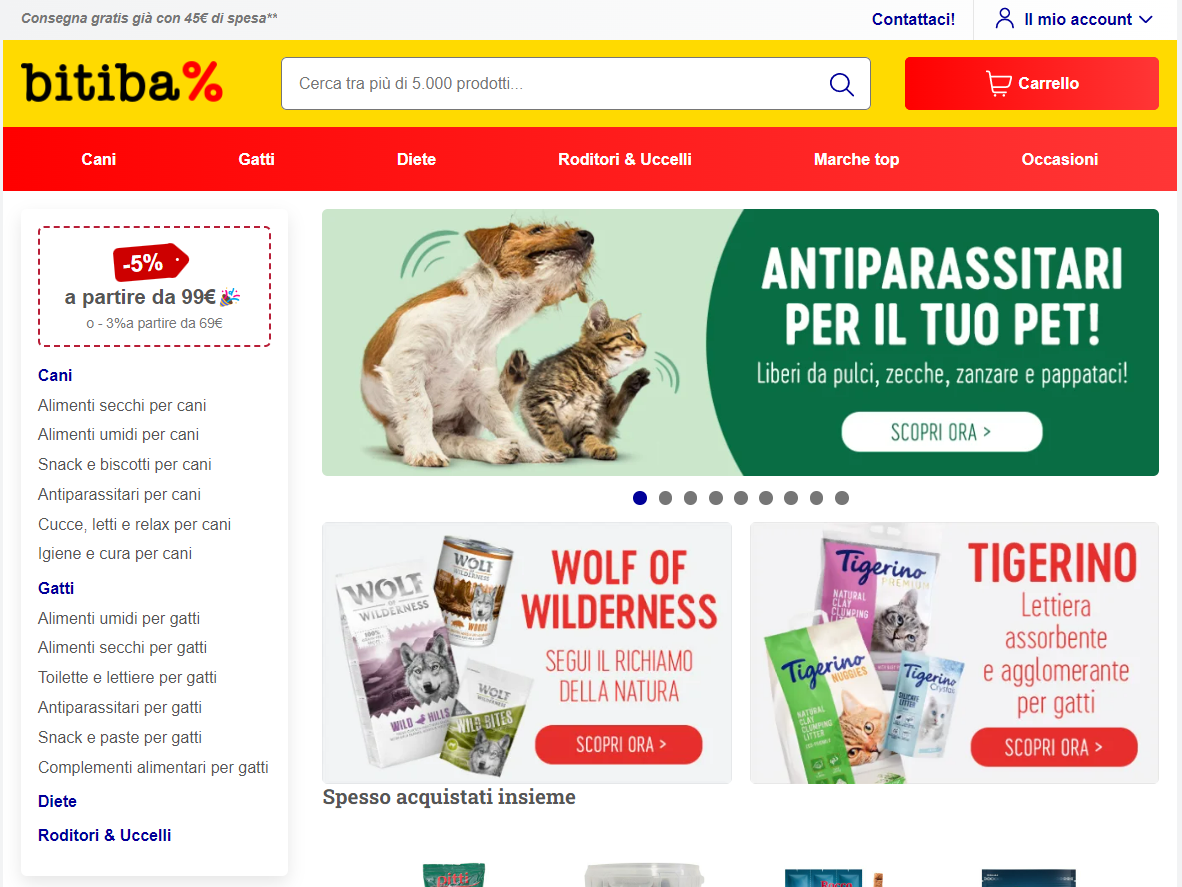 Consegna gratis già con 45€ di spesa**
Contattaci!
Il mio account
bitiba%
Cerca tra più di 5.000 prodotti...
Carrello
Cani
Gatti
Diete
Roditori & Uccelli
Marche top
Occasioni
-5%
a partire da 99€
o - 3%a partire da 69€
Cani
Alimenti secchi per cani
Alimenti umidi per cani
Snack e biscotti per cani
Antiparassitari per cani
Cucce, letti e relax per cani
Igiene e cura per cani
Gatti
Alimenti umidi per gatti
Alimenti secchi per gatti
Toilette e lettiere per gatti
Antiparassitari per gatti
Snack e paste per gatti
Complementi alimentari per gatti
Diete
Roditori & Uccelli
ANTIPARASSITARI
PER IL TUO PET!
Liberi da pulci, zecche, zanzare e pappataci!
SCOPRI ORA >
WOLF
OF
WILDERNESS
WILD HILLS
WOLF
OF
WILDERNESS
WOODS
WOLF
WILD BITES
WOLF OF
WILDERNESS
SEGUI IL RICHIAMO
DELLA NATURA
SCOPRI ORA >
Tigerino
PREMIUM
NATURAL
CLAY
CLUMPING
Tigerino
NUGGIES
NATURAL
CLAY
CLUMPING
LITTER
Tigerino
Crystals
SILICATE
LITTER
TIGERINO
Lettiera
assorbente
e agglomerante
per gatti
SCOPRI ORA >
Spesso acquistati insieme